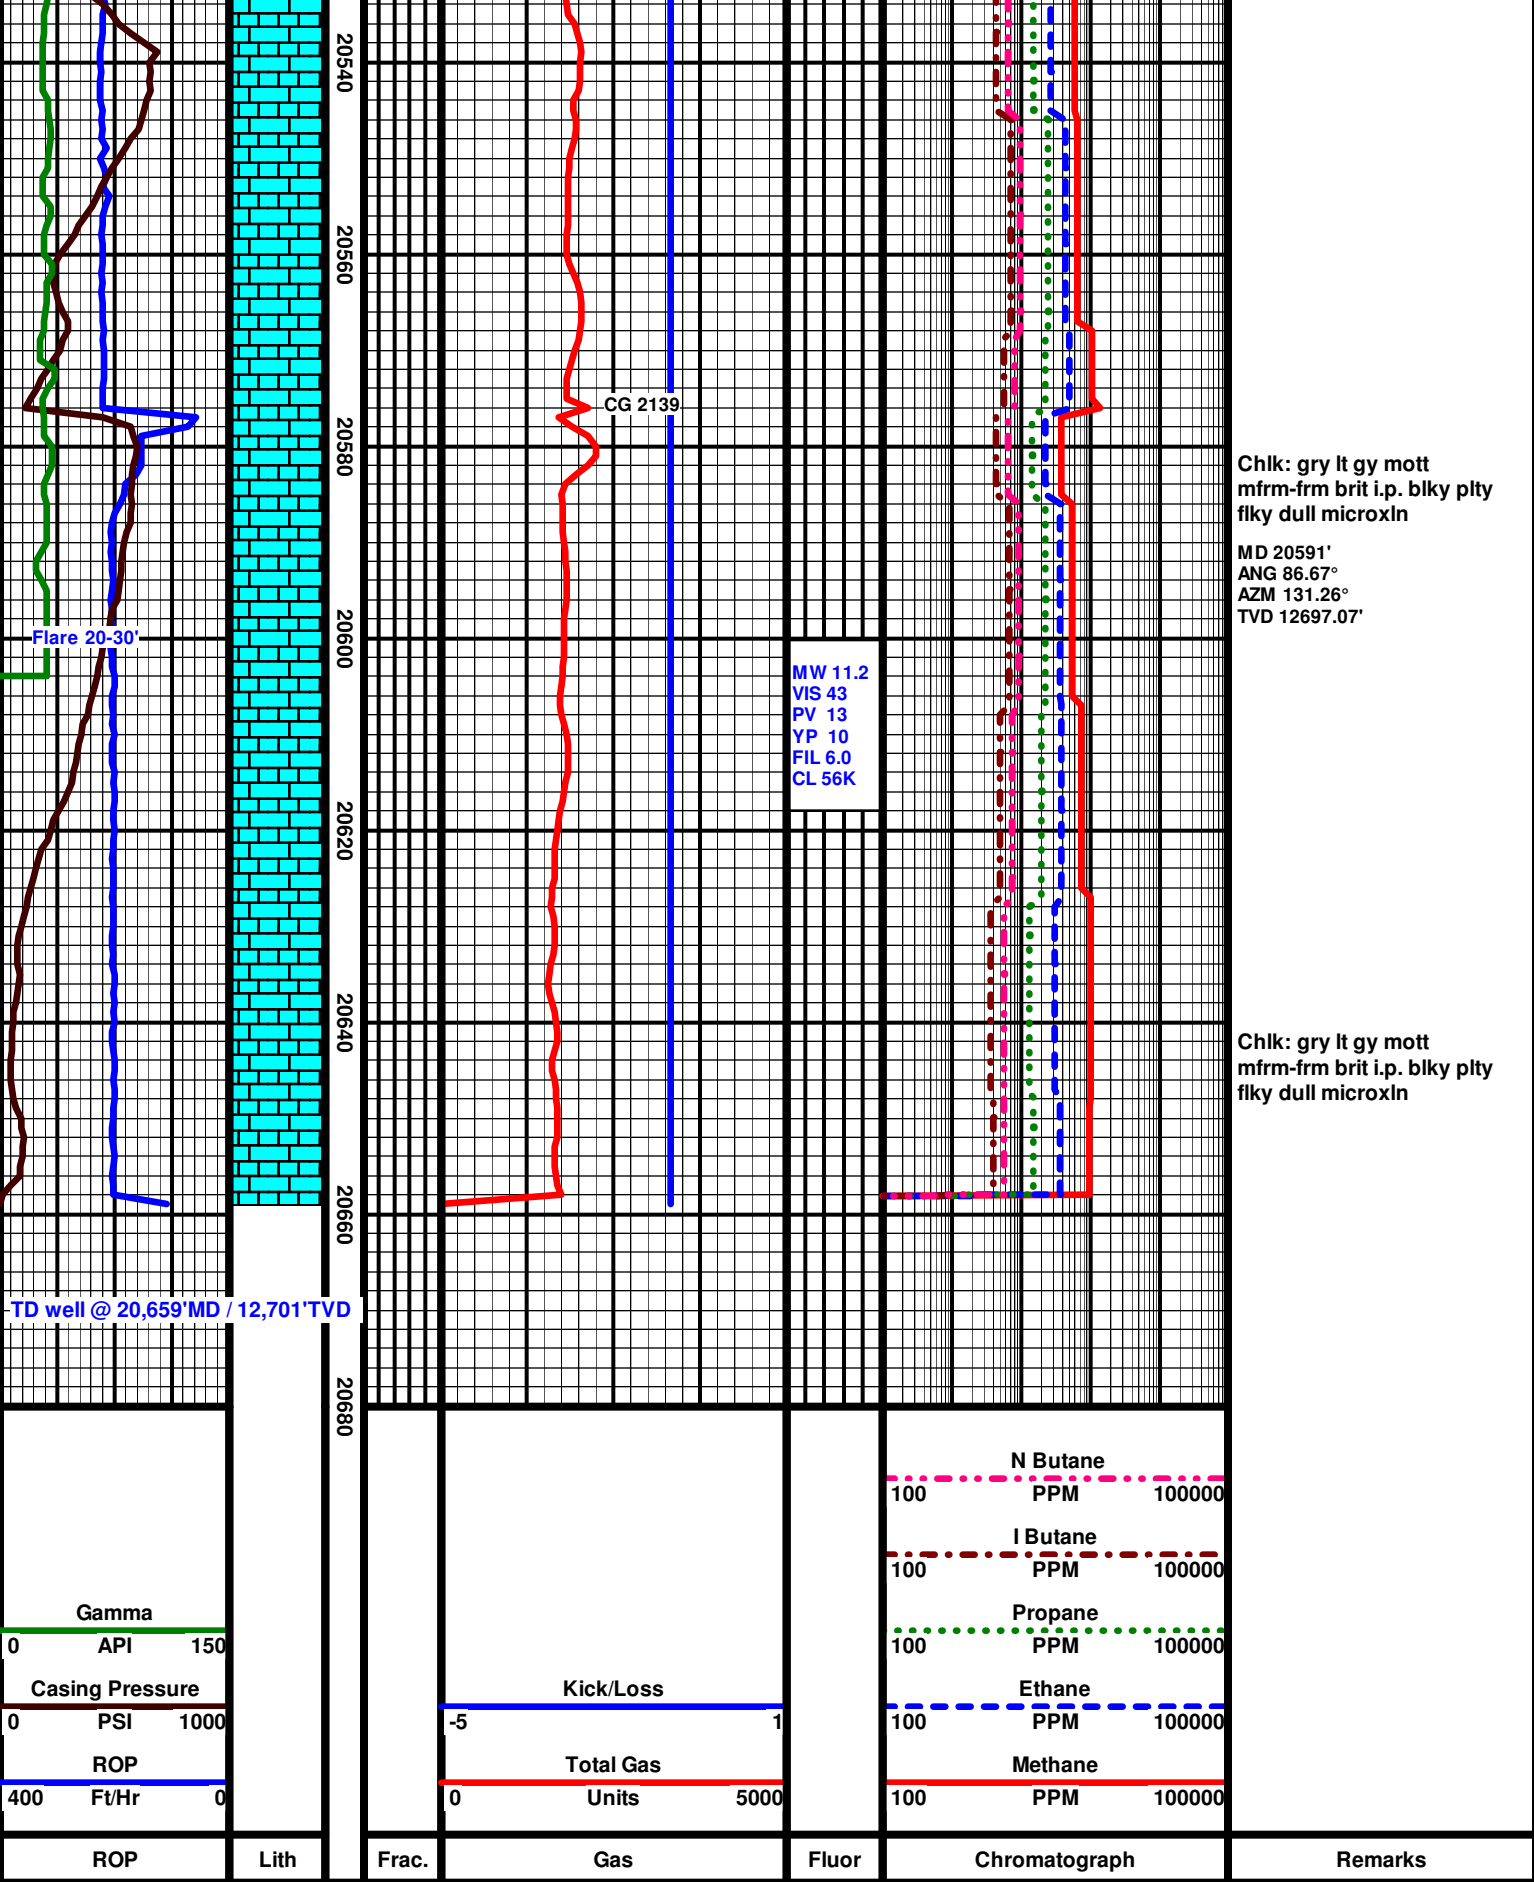 20540
20560
CG 2139
20580
Chlk: gry lt gy mott
mfrm-frm brit i.p. blky plty
flky dull microxln
MD 20591'
ANG 86.67°
AZM 131.26°
TVD 12697.07'
Flare 20-30'
20600
MW 11.2
VIS 43
PV 13
YP 10
FIL 6.0
CL 56K
20620
20640
Chlk: gry lt gy mott
mfrm-frm brit i.p. blky plty
flky dull microxln
20660
TD well @ 20,659'MD / 12,701'TVD
20680
N Butane
100 PPM 100000
I Butane
100 PPM 100000
Gamma
0 API 150
Propane
100 PPM 100000
Casing Pressure
0 PSI 1000
Kick/Loss
-5 1
Ethane
100 PPM 100000
ROP
400 Ft/Hr 0
Total Gas
0 Units 5000
Methane
100 PPM 100000
ROP
Lith
Frac.
Gas
Fluor
Chromatograph
Remarks